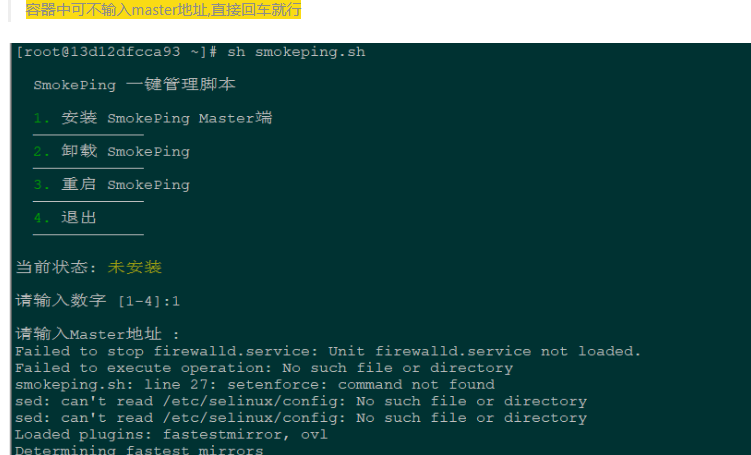 容器中可不输入master地址,直接回车就行
[root@13d12dfcca93 ~]# sh smokeping.sh
SmokePing 一键管理脚本
1. 安装 SmokePing Master端
2. 卸载 SmokePing
3. 重启 SmokePing
4. 退出
当前状态: 未安装
请输入数字 [1-4]:1
请输入Master地址 :
Failed to stop firewalld.service: Unit firewalld.service not loaded.
Failed to execute operation: No such file or directory
smokeping.sh: line 27: setenforce: command not found
sed: can't read /etc/selinux/config: No such file or directory
sed: can't read /etc/selinux/config: No such file or directory
Loaded plugins: fastestmirror, ovl
Determining fastest mirrors